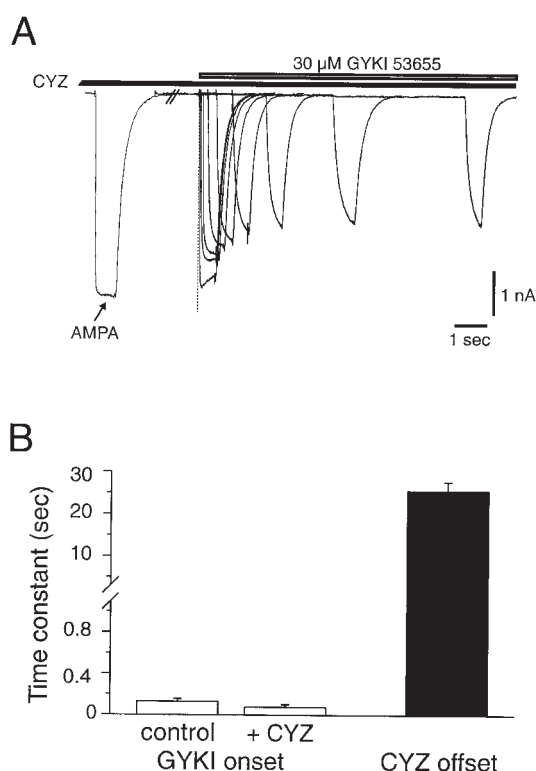 A
30 µM GYKI 53655
CYZ
AMPA
1 nA
1 sec
B
Time constant (sec)
30
20
10
0.8
0.4
0
control
+ CYZ
GYKI onset
CYZ offset